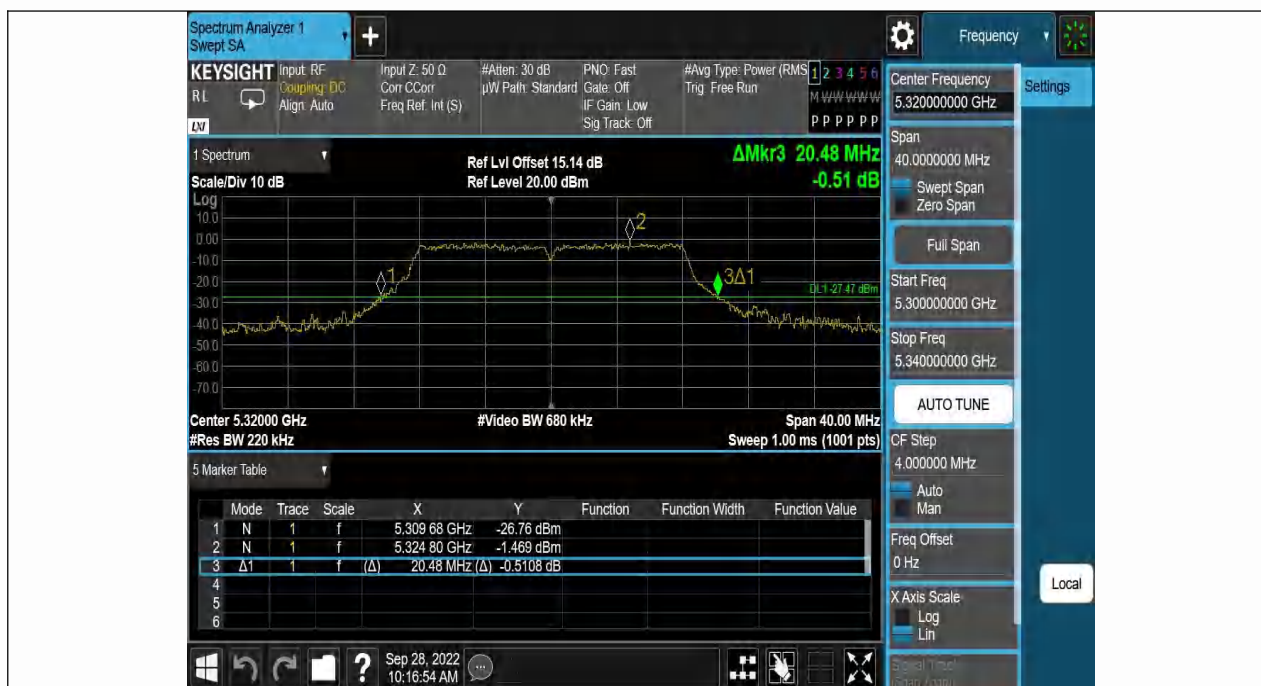 Spectrum Analyzer 1
Swept SA
+
Frequency
KEYSIGHT
RL
LXI
Input: RF
Coupling: DC
Align: Auto
Input Z: 50 Ω
Corr CCorr
Freq Ref: Int (S)
#Atten: 30 dB
µW Path: Standard
PNO: Fast
Gate: Off
IF Gain: Low
Sig Track: Off
#Avg Type: Power (RMS
Trig: Free Run
1 2 3 4 5 6
M W W W W W
P P P P P P
1 Spectrum
Scale/Div 10 dB
Ref Lvl Offset 15.14 dB
Ref Level 20.00 dBm
ΔMkr3 20.48 MHz
-0.51 dB
Log
10.0
0.00
-10.0
-20.0
-30.0
-40.0
-50.0
-60.0
-70.0
1
2
3Δ1
DL1 -27.47 dBm
Center 5.32000 GHz
#Video BW 680 kHz
Span 40.00 MHz
#Res BW 220 kHz
Sweep 1.00 ms (1001 pts)
5 Marker Table
Mode Trace Scale X Y Function Function Width Function Value
1 N 1 f 5.309 68 GHz -26.76 dBm
2 N 1 f 5.324 80 GHz -1.469 dBm
3 Δ1 1 f (Δ) 20.48 MHz (Δ) -0.5108 dB
4
5
6
?
Sep 28, 2022
10:16:54 AM
Center Frequency
5.320000000 GHz
Settings
Span
40.0000000 MHz
Swept Span
Zero Span
Full Span
Start Freq
5.300000000 GHz
Stop Freq
5.340000000 GHz
AUTO TUNE
CF Step
4.000000 MHz
Auto
Man
Freq Offset
0 Hz
X Axis Scale
Log
Lin
Local